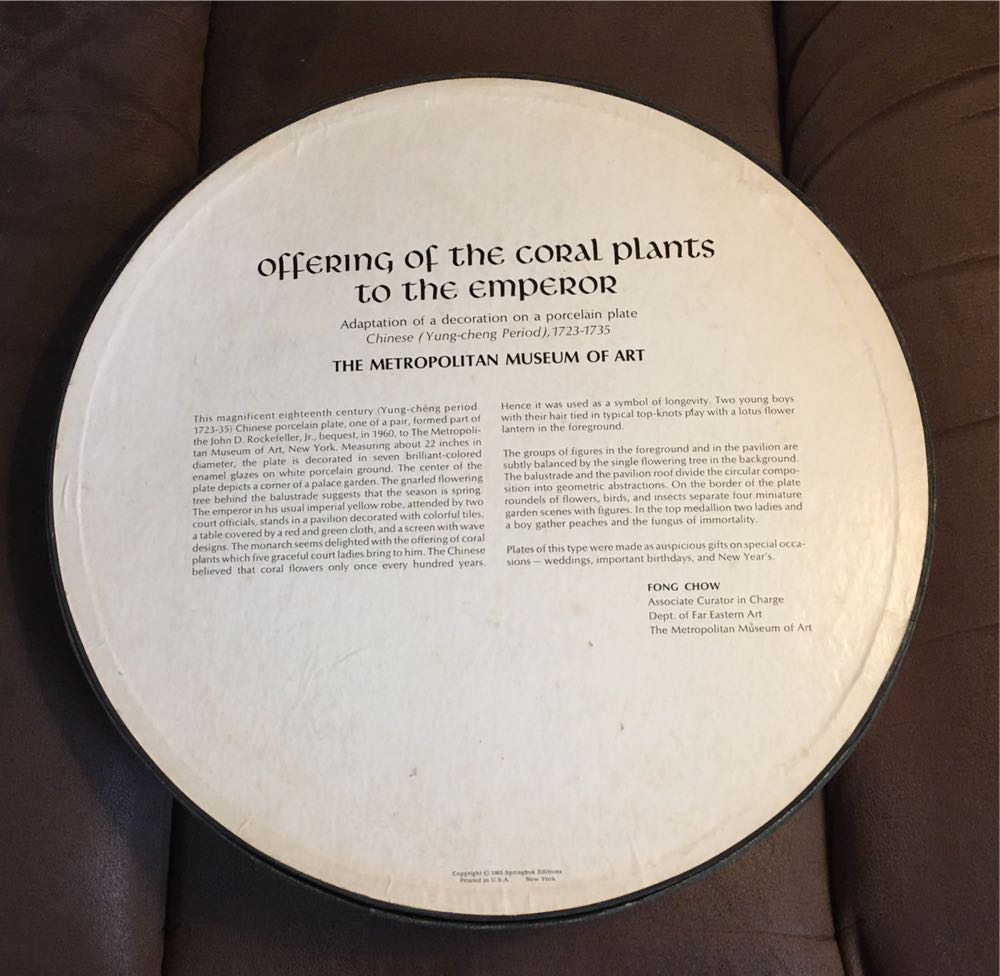 offering of the coral plants
to the emperor
Adaptation of a decoration on a porcelain plate
Chinese (Yung-cheng Period), 1723-1735
THE METROPOLITAN MUSEUM OF ART
This magnificent eighteenth century (Yung-chêng period,
1723-35) Chinese porcelain plate, one of a pair, formed part of
the John D. Rockefeller, Jr., bequest, in 1960, to The Metropoli-
tan Museum of Art, New York. Measuring about 22 inches in
diameter, the plate is decorated in seven brilliant-colored
enamel glazes on white porcelain ground. The center of the
plate depicts a corner of a palace garden. The gnarled flowering
tree behind the balustrade suggests that the season is spring.
The emperor in his usual imperial yellow robe, attended by two
court officials, stands in a pavilion decorated with colorful tiles,
a table covered by a red and green cloth, and a screen with wave
designs. The monarch seems delighted with the offering of coral
plants which five graceful court ladies bring to him. The Chinese
believed that coral flowers only once every hundred years.
Hence it was used as a symbol of longevity. Two young boys
with their hair tied in typical top-knots play with a lotus flower
lantern in the foreground.
The groups of figures in the foreground and in the pavilion are
subtly balanced by the single flowering tree in the background.
The balustrade and the pavilion roof divide the circular compo-
sition into geometric abstractions. On the border of the plate
roundels of flowers, birds, and insects separate four miniature
garden scenes with figures. In the top medallion two ladies and
a boy gather peaches and the fungus of immortality.
Plates of this type were made as auspicious gifts on special occa-
sions — weddings, important birthdays, and New Year's.
FONG CHOW
Associate Curator in Charge
Dept. of Far Eastern Art
The Metropolitan Museum of Art
Copyright © Springbok Editions
Printed in U.S.A. New York